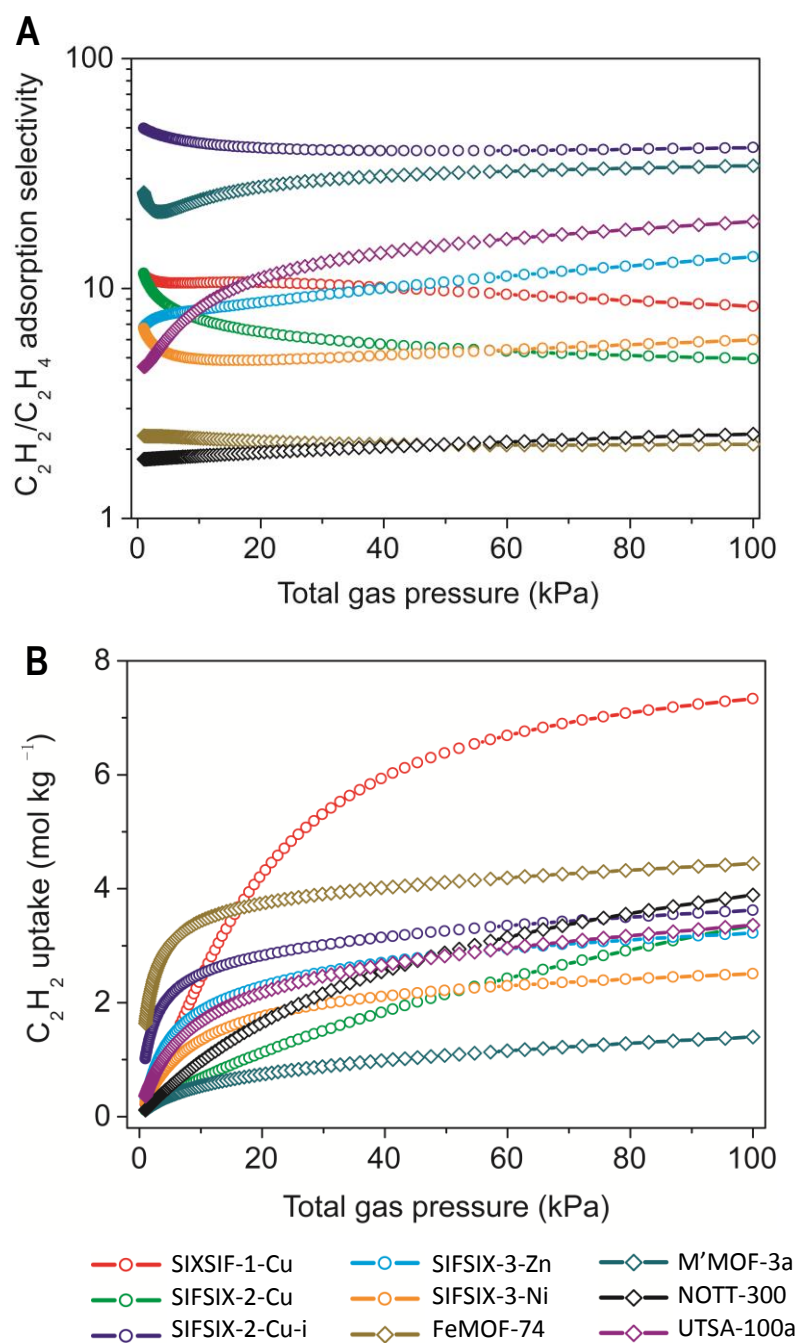 A
100
10
1
C₂H₂/C₂H₄ adsorption selectivity
0 20 40 60 80 100
Total gas pressure (kPa)
B
8
6
4
2
0
C₂H₂ uptake (mol kg⁻¹)
0 20 40 60 80 100
Total gas pressure (kPa)
SIXSIF-1-Cu SIFSIX-3-Zn M’MOF-3a
SIFSIX-2-Cu SIFSIX-3-Ni NOTT-300
SIFSIX-2-Cu-i FeMOF-74 UTSA-100a